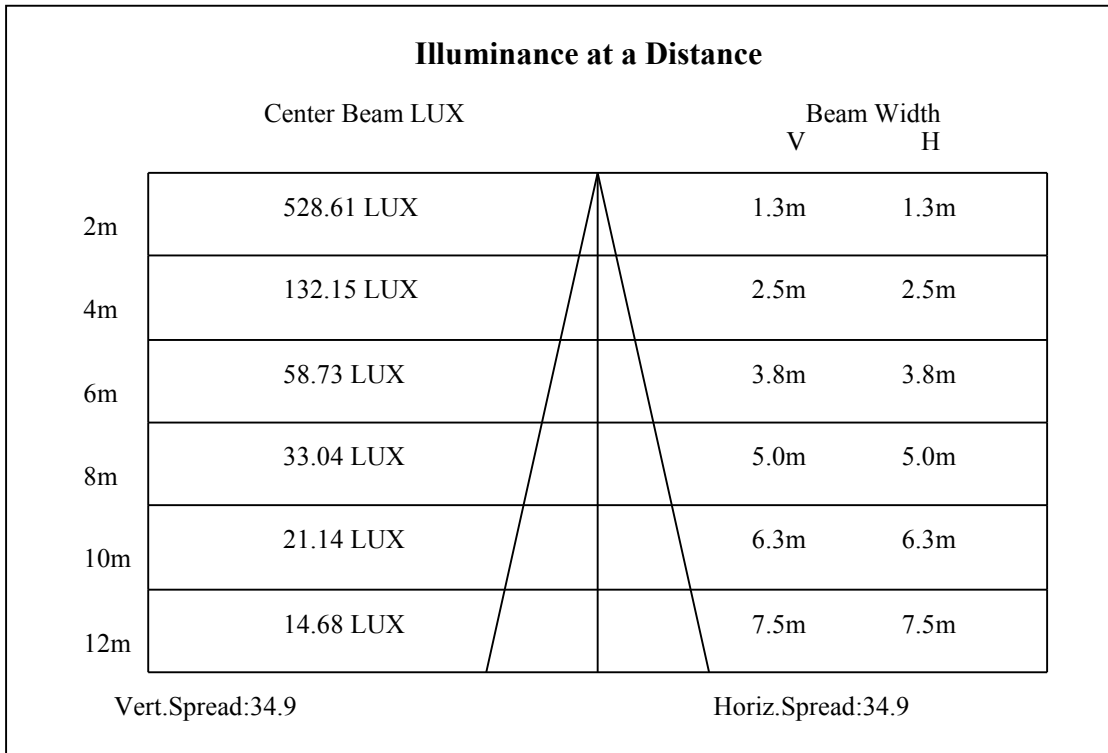 Illuminance at a Distance
Center Beam LUX Beam Width
V H
2m 528.61 LUX 1.3m 1.3m
4m 132.15 LUX 2.5m 2.5m
6m 58.73 LUX 3.8m 3.8m
8m 33.04 LUX 5.0m 5.0m
10m 21.14 LUX 6.3m 6.3m
12m 14.68 LUX 7.5m 7.5m
Vert.Spread:34.9 Horiz.Spread:34.9